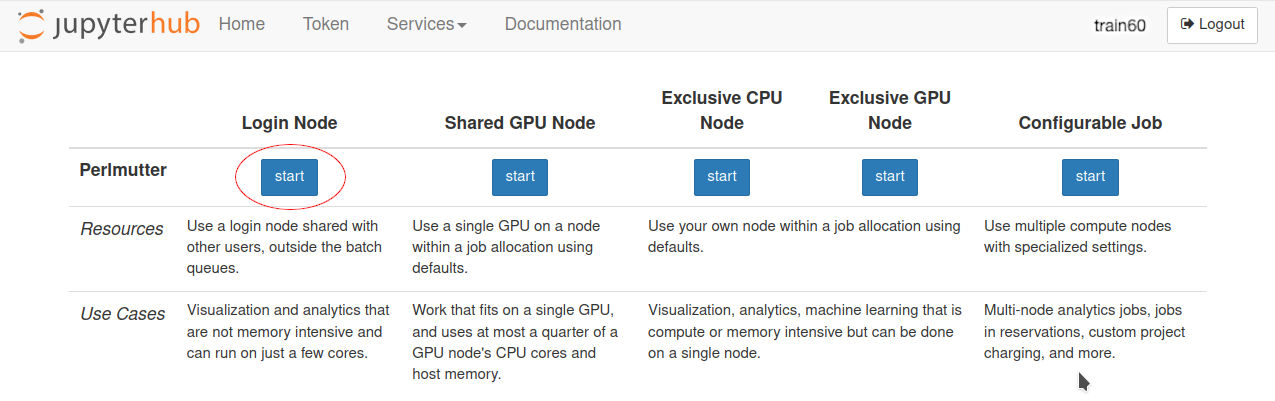 jupyterhub Home Token Services Documentation train60 Logout
Exclusive CPU Exclusive GPU
Login Node Shared GPU Node Node Node Configurable Job
Perlmutter start start start start start
Resources Use a login node shared with Use a single GPU on a node Use your own node within a job allocation using Use multiple compute nodes
other users, outside the batch within a job allocation using defaults. with specialized settings.
queues. defaults.
Use Cases Visualization and analytics that Work that fits on a single GPU, Visualization, analytics, machine learning that is Multi-node analytics jobs, jobs
are not memory intensive and and uses at most a quarter of a compute or memory intensive but can be done in reservations, custom project
can run on just a few cores. GPU node's CPU cores and on a single node. charging, and more.
host memory.